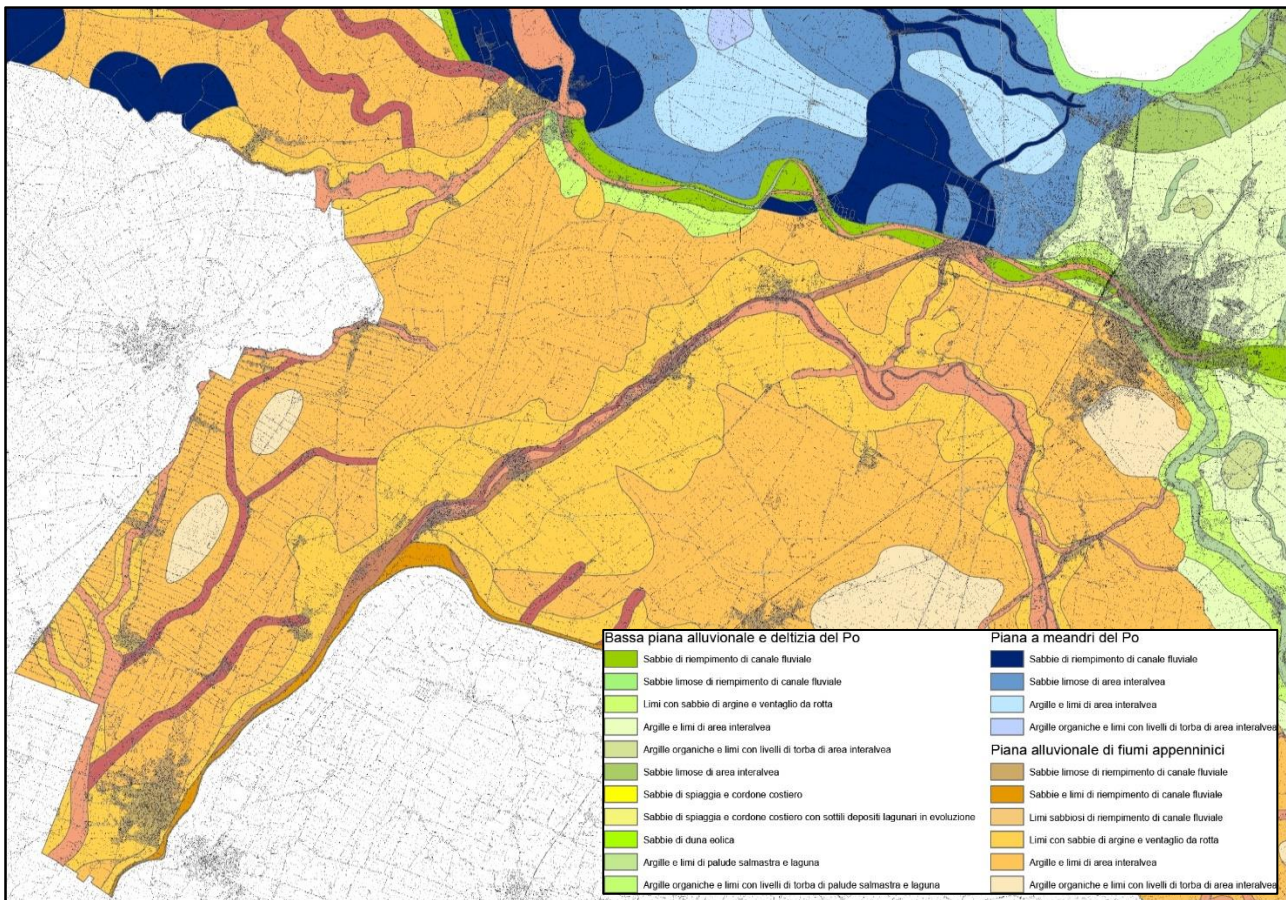 Bassa piana alluvionale e deltizia del Po
Sabbie di riempimento di canale fluviale
Sabbie limose di riempimento di canale fluviale
Limi con sabbie di argine e ventaglio da rotta
Argille e limi di area interalvea
Argille organiche e limi con livelli di torba di area interalvea
Sabbie limose di area interalvea
Sabbie di spiaggia e cordone costiero
Sabbie di spiaggia e cordone costiero con sottili depositi lagunari in evoluzione
Sabbie di duna eolica
Argille e limi di palude salmastra e laguna
Argille organiche e limi con livelli di torba di palude salmastra e laguna
Piana a meandri del Po
Sabbie di riempimento di canale fluviale
Sabbie limose di area interalvea
Argille e limi di area interalvea
Argille organiche e limi con livelli di torba di area interalvea
Piana alluvionale di fiumi appenninici
Sabbie limose di riempimento di canale fluviale
Sabbie e limi di riempimento di canale fluviale
Limi sabbiosi di riempimento di canale fluviale
Limi con sabbie di argine e ventaglio da rotta
Argille e limi di area interalvea
Argille organiche e limi con livelli di torba di area interalvea